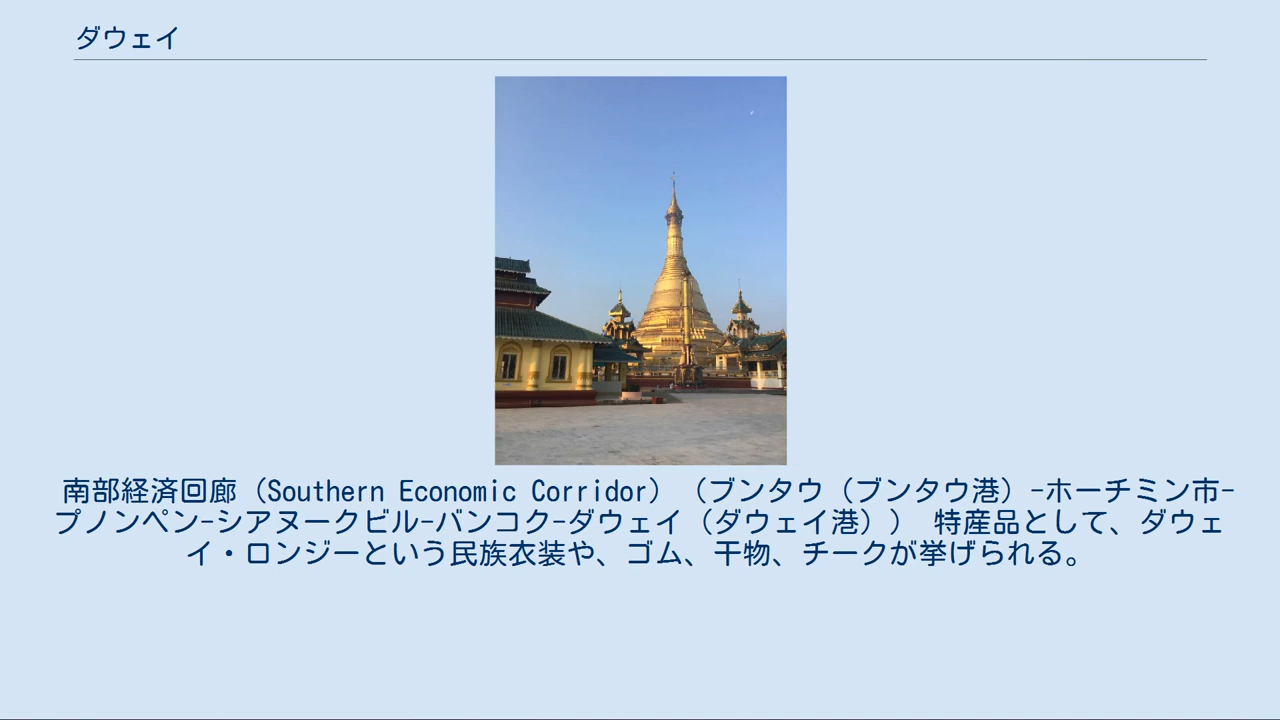 ダウェイ
南部経済回廊（Southern Economic Corridor）（ブンタウ（ブンタウ港）-ホーチミン市-
プノンペン-シアヌークビル-バンコク-ダウェイ（ダウェイ港）） 特産品として、ダウェ
イ・ロンジーという民族衣装や、ゴム、干物、チークが挙げられる。